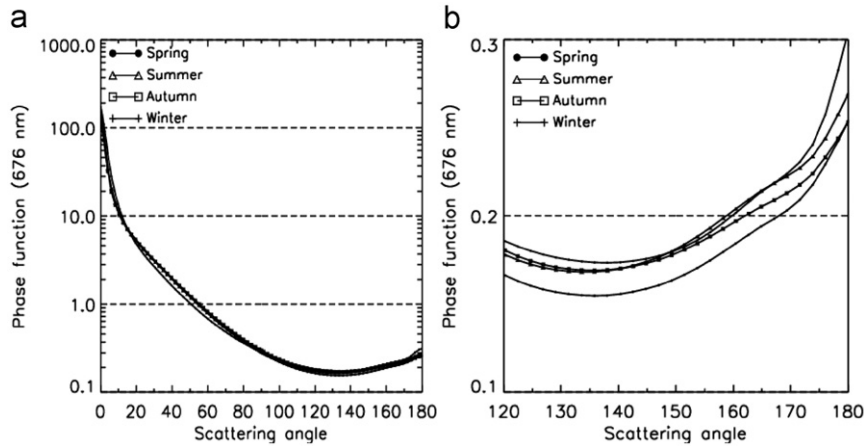 a
1000.0
100.0
10.0
1.0
0.1
Phase function (676 nm)
Spring
Summer
Autumn
Winter
0 20 40 60 80 100 120 140 160 180
Scattering angle
b
0.3
0.2
0.1
Phase function (676 nm)
Spring
Summer
Autumn
Winter
120 130 140 150 160 170 180
Scattering angle